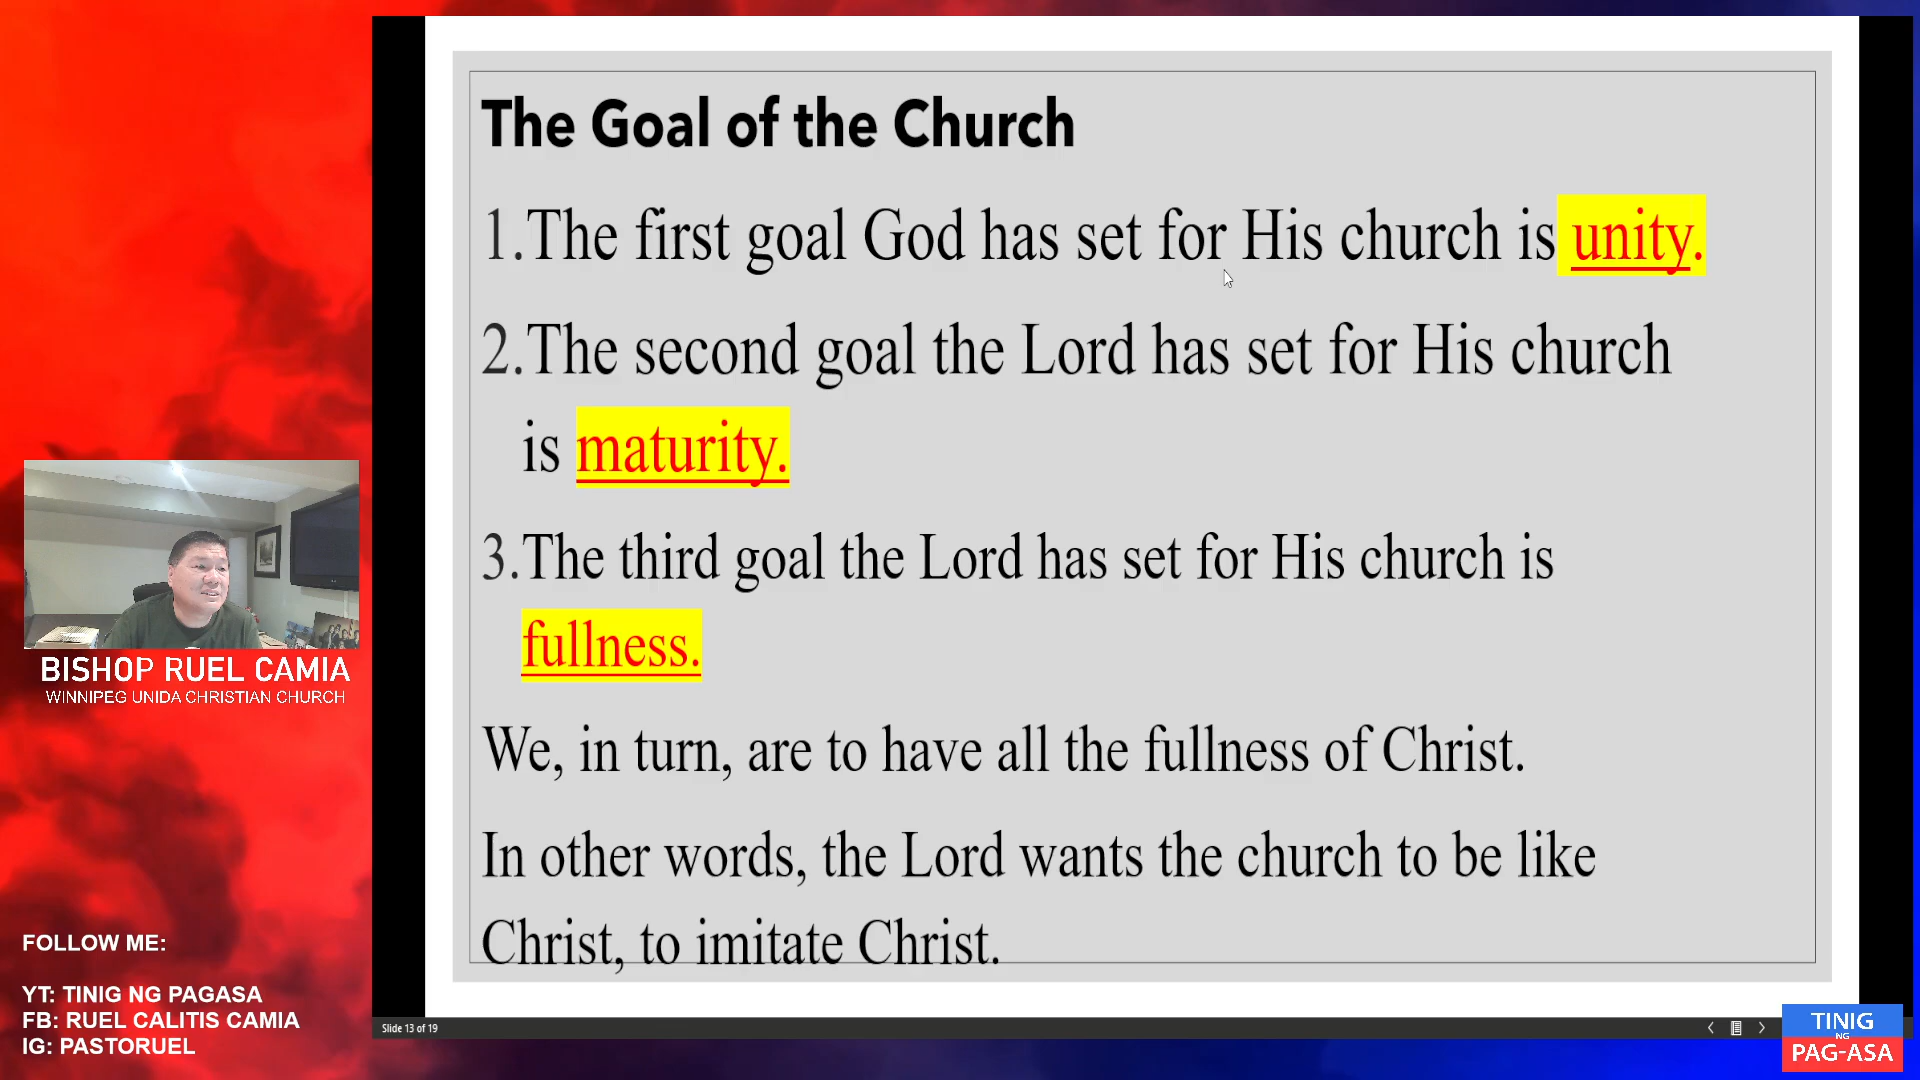 The Goal of the Church
1.The first goal God has set for His church is unity.
2.The second goal the Lord has set for His church
is maturity.
3.The third goal the Lord has set for His church is
fullness.
We, in turn, are to have all the fullness of Christ.
In other words, the Lord wants the church to be like
Christ, to imitate Christ.
BISHOP RUEL CAMIA
WINNIPEG UNIDA CHRISTIAN CHURCH
FOLLOW ME:
YT: TINIG NG PAGASA
FB: RUEL CALITIS CAMIA
IG: PASTORUEL
Slide 13 of 19
TINIG
NG
PAG-ASA